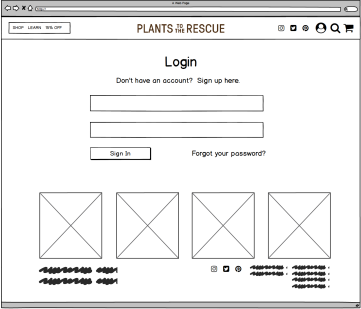 A Web Page
http://
SHOP LEARN 15% OFF
PLANTS TO THE RESCUE
Login
Don't have an account? Sign up here.
Sign In
Forgot your password?